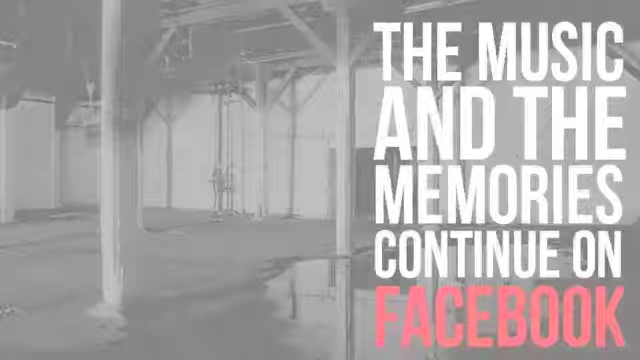 THE MUSIC
AND THE
MEMORIES
CONTINUE ON
FACEBOOK